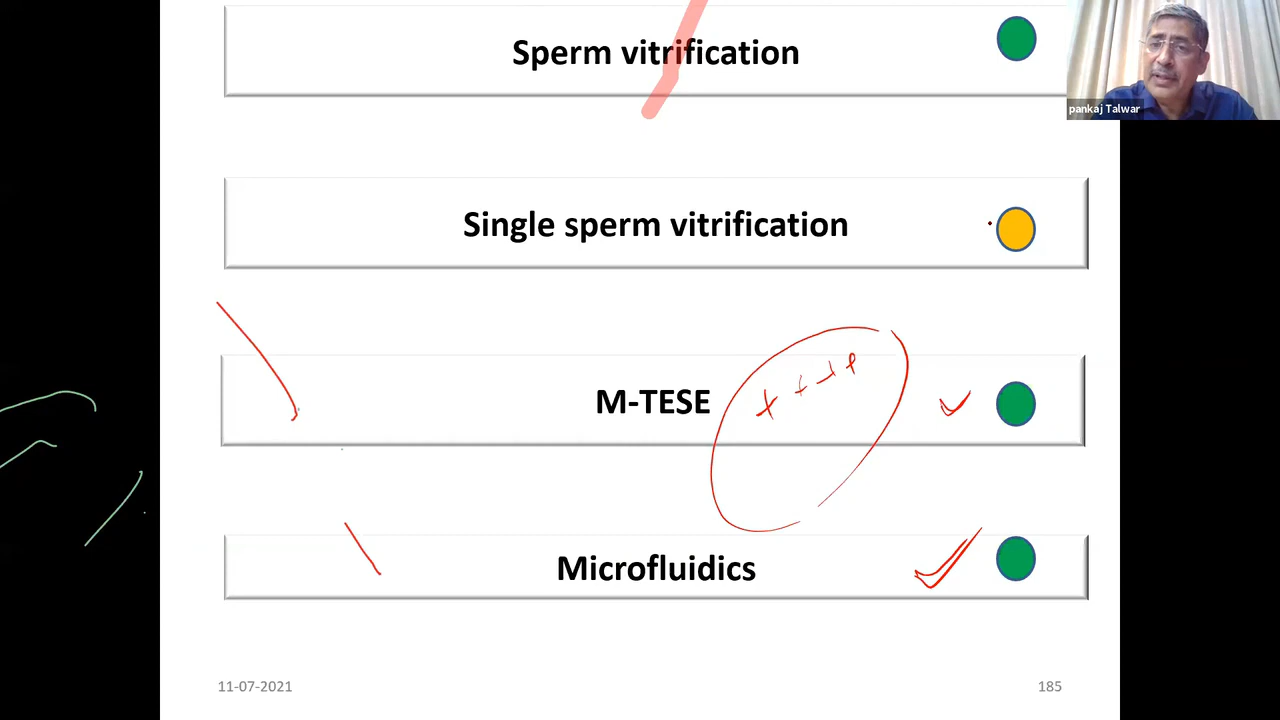 Sperm vitrification
pankaj Talwar
Single sperm vitrification
M-TESE
Microfluidics
11-07-2021
185